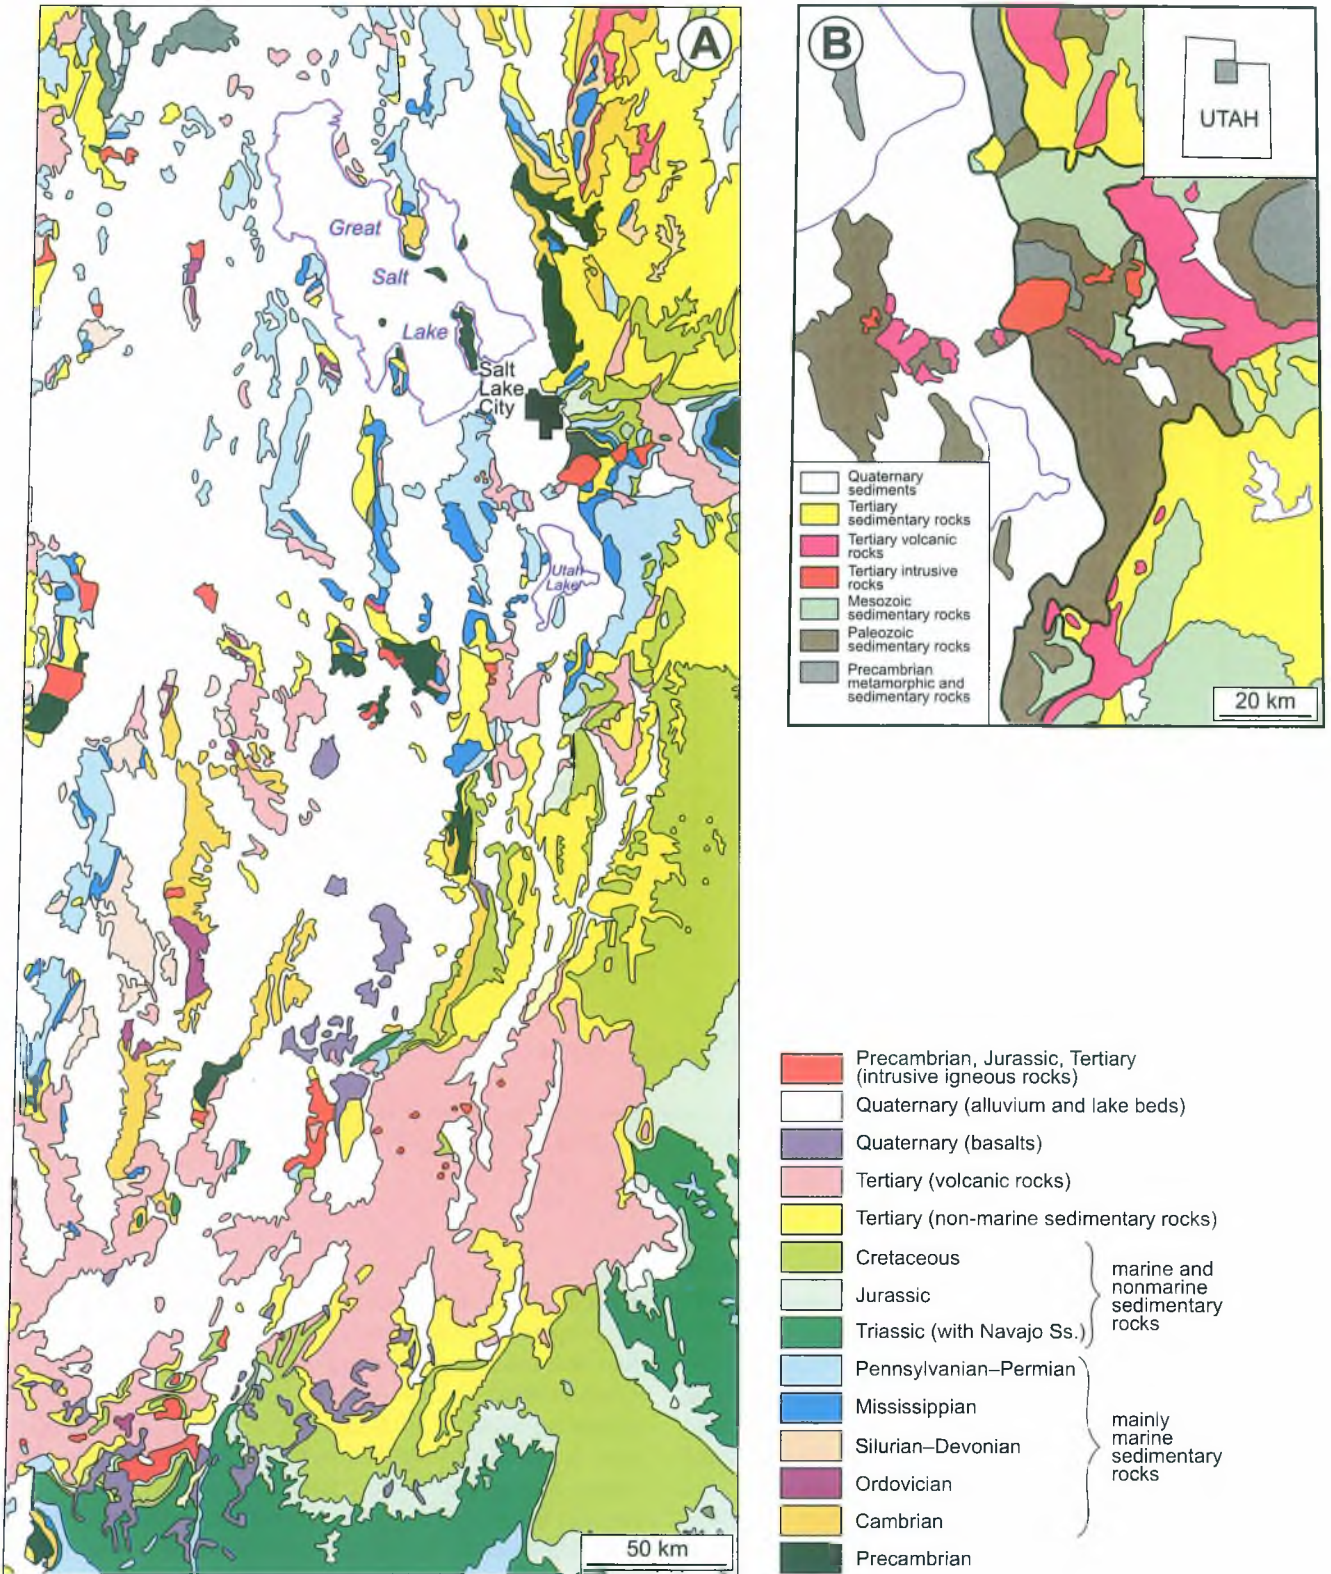 A
Great
Salt
Lake
Salt
Lake
City
Utah
Lake
50 km
B
UTAH
Quaternary
sediments
Tertiary
sedimentary rocks
Tertiary volcanic
rocks
Tertiary intrusive
rocks
Mesozoic
sedimentary rocks
Paleozoic
sedimentary rocks
Precambrian
metamorphic and
sedimentary rocks
20 km
Precambrian, Jurassic, Tertiary
(intrusive igneous rocks)
Quaternary (alluvium and lake beds)
Quaternary (basalts)
Tertiary (volcanic rocks)
Tertiary (non-marine sedimentary rocks)
Cretaceous
Jurassic
Triassic (with Navajo Ss.)
marine and
nonmarine
sedimentary
rocks
Pennsylvanian–Permian
Mississippian
Silurian–Devonian
Ordovician
Cambrian
mainly
marine
sedimentary
rocks
Precambrian